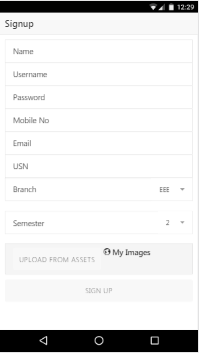 12:29
Signup
Name
Username
Password
Mobile No
Email
USN
Branch EEE
Semester 2
My Images
UPLOAD FROM ASSETS
SIGN UP